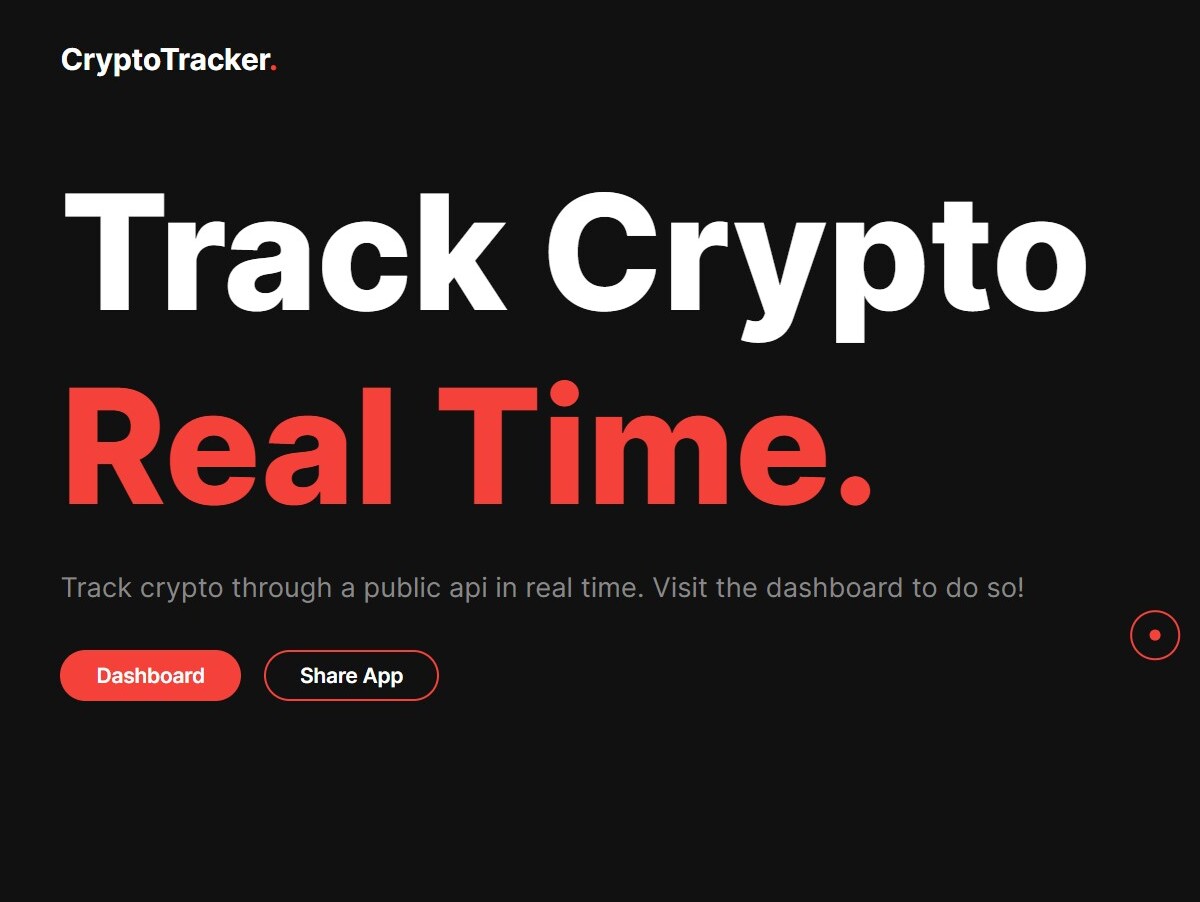 CryptoTracker.
Track Crypto
Real Time.
Track crypto through a public api in real time. Visit the dashboard to do so!
Dashboard
Share App